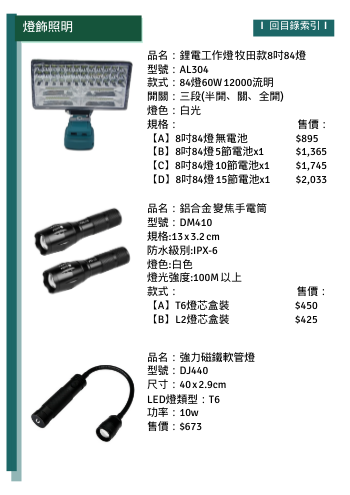 燈飾照明
I 回目錄索引 I
品名：鋰電工作燈 牧田款8吋84燈
型號：AL304
款式：84燈60W 12000流明
開關：三段(半開、關、全開)
燈色：白光
規格： 售價：
【A】8吋84燈 無電池 $895
【B】8吋84燈 5節電池x1 $1,365
【C】8吋84燈 10節電池x1 $1,745
【D】8吋84燈 15節電池x1 $2,033
品名：鋁合金變焦手電筒
型號：DM410
規格:13 x 3.2 cm
防水級別:IPX-6
燈色:白色
燈光強度:100M 以上
款式： 售價：
【A】T6燈芯盒裝 $450
【B】L2燈芯盒裝 $425
品名：強力磁鐵軟管燈
型號：DJ440
尺寸：40 x 2.9cm
LED燈類型：T6
功率：10w
售價：$673